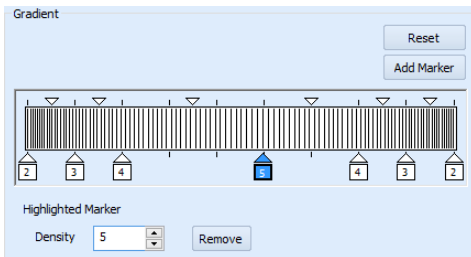 Gradient
Reset
Add Marker
2 3 4 5 4 3 2
Highlighted Marker
Density 5 Remove